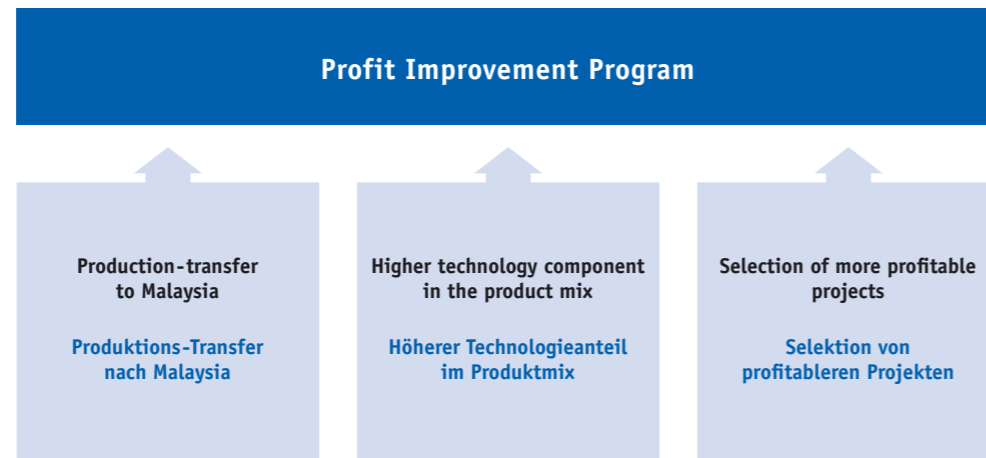 Profit Improvement Program
Production-transfer
to Malaysia
Produktions-Transfer
nach Malaysia
Higher technology component
in the product mix
Höherer Technologieanteil
im Produktmix
Selection of more profitable
projects
Selektion von
profitableren Projekten